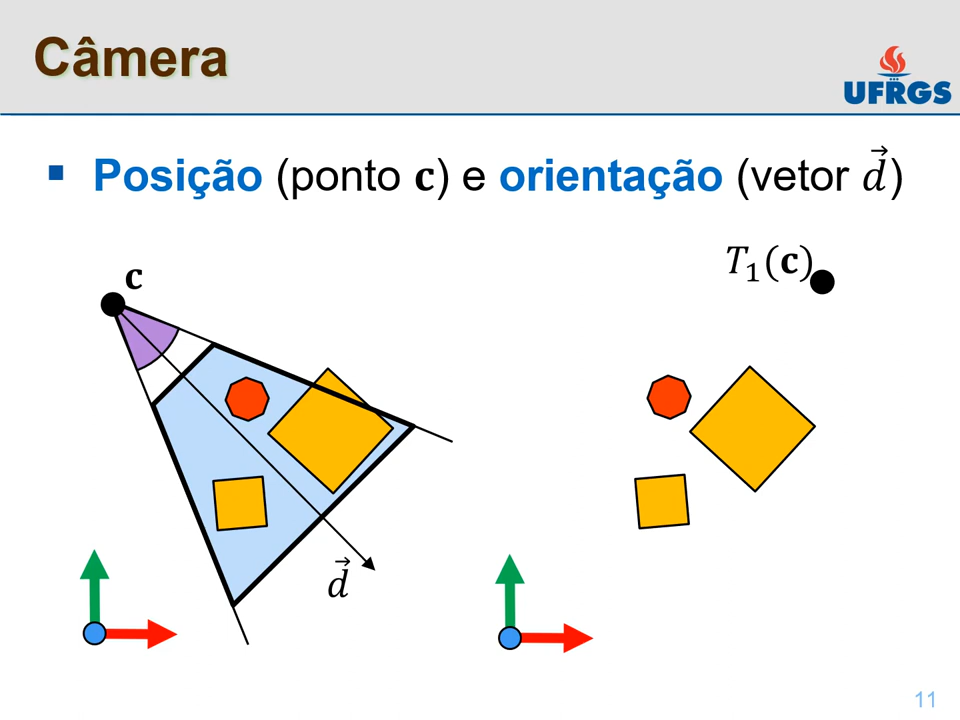 Câmera
UFRGS
▪ Posição (ponto 𝐜) e orientação (vetor d⃗)
T₁(𝐜)
𝐜
d⃗
11